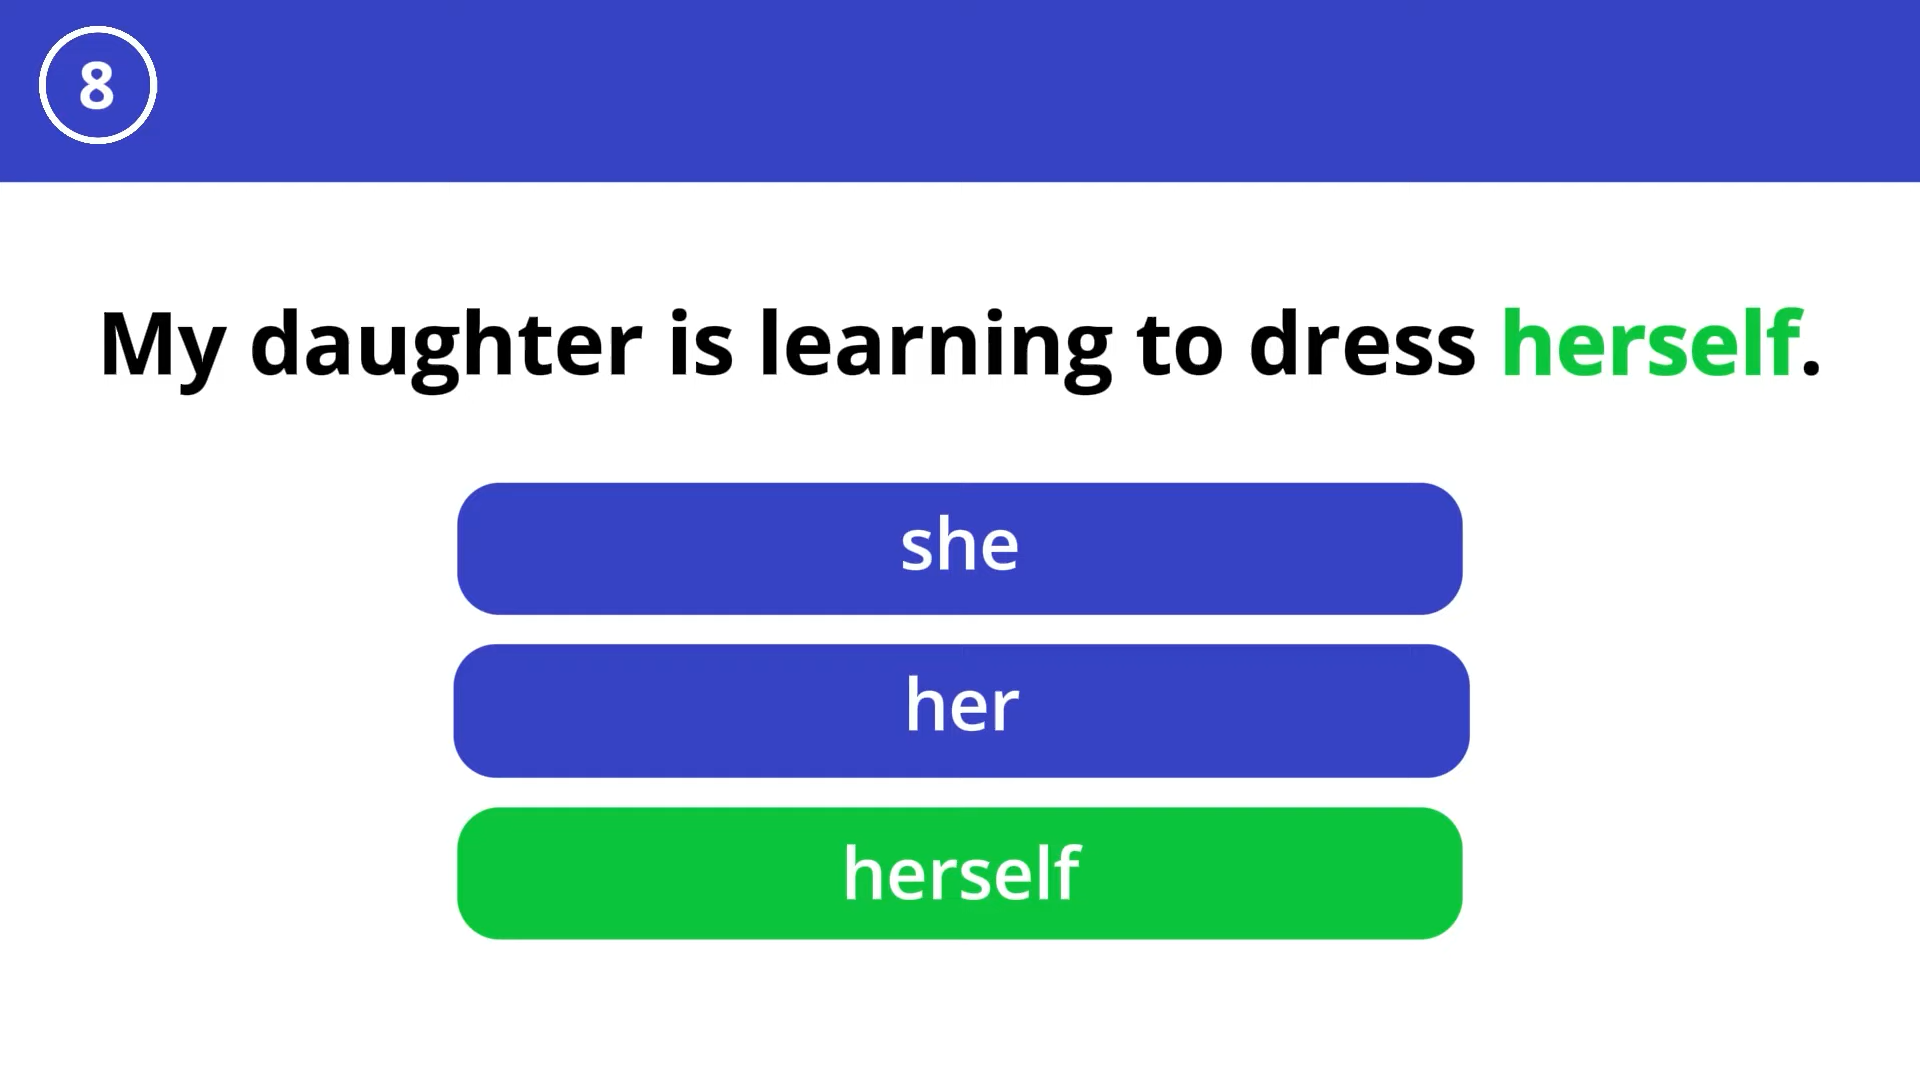 8
My daughter is learning to dress herself.
she
her
herself